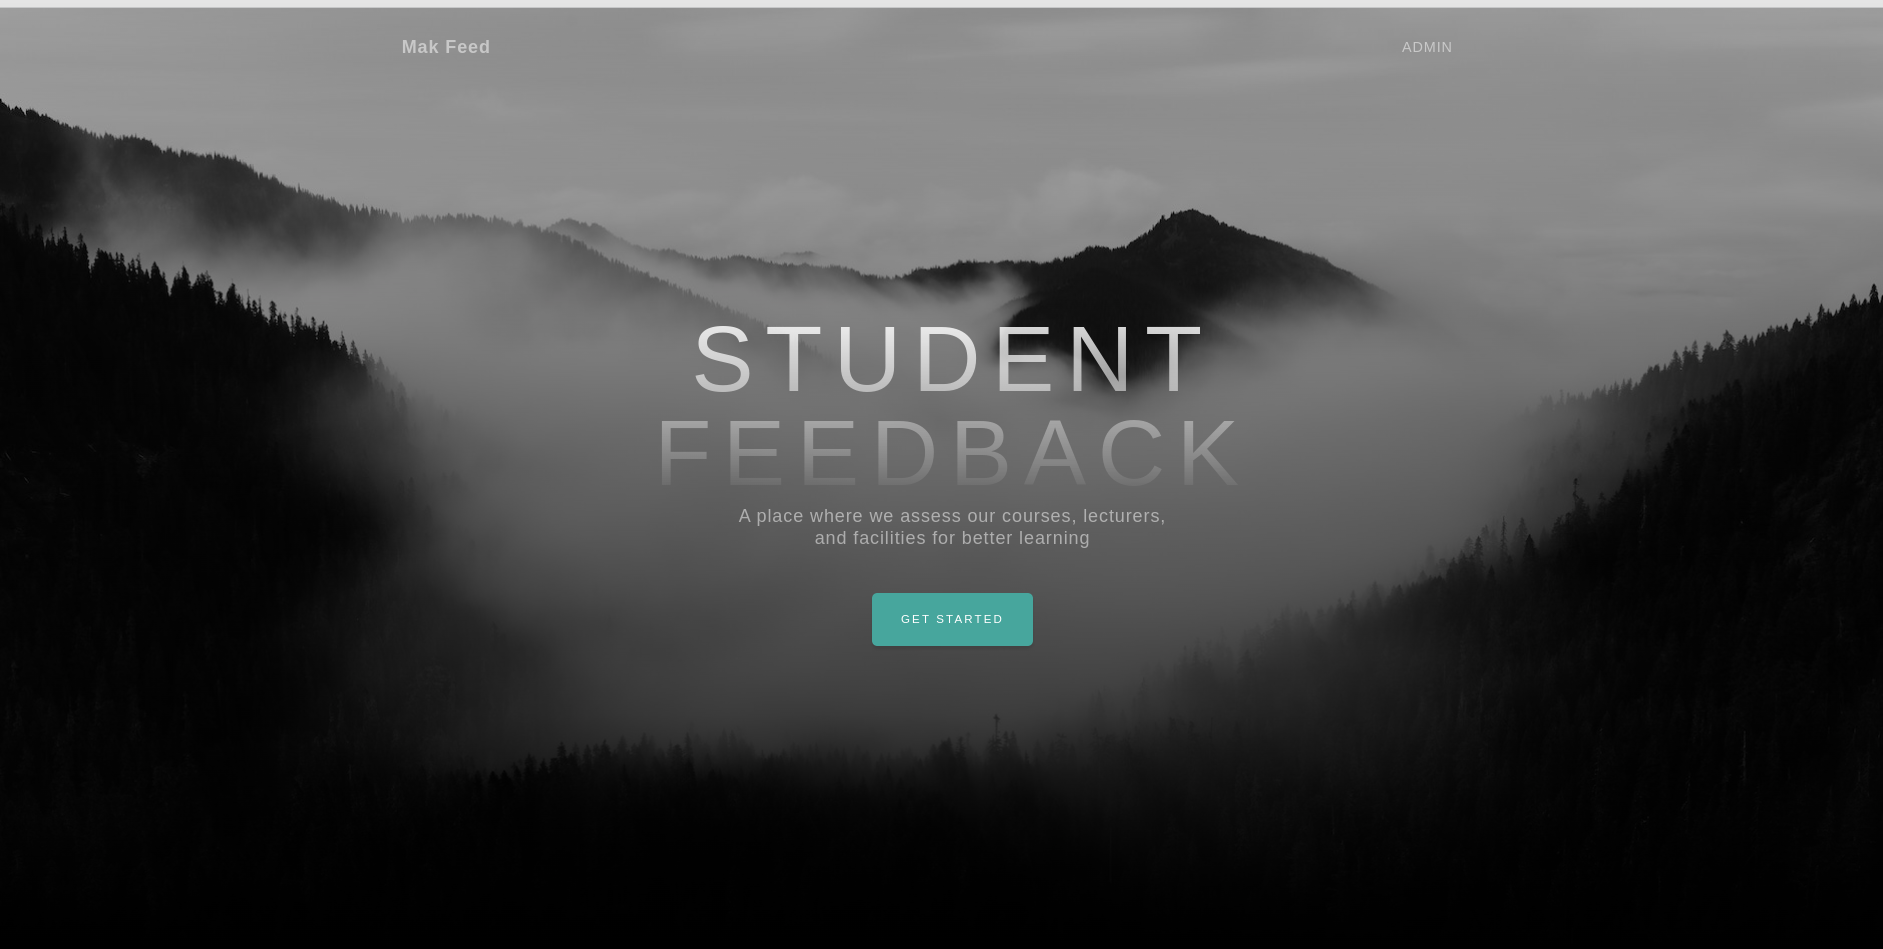 Mak Feed
ADMIN
STUDENT
FEEDBACK
A place where we assess our courses, lecturers,
and facilities for better learning
GET STARTED